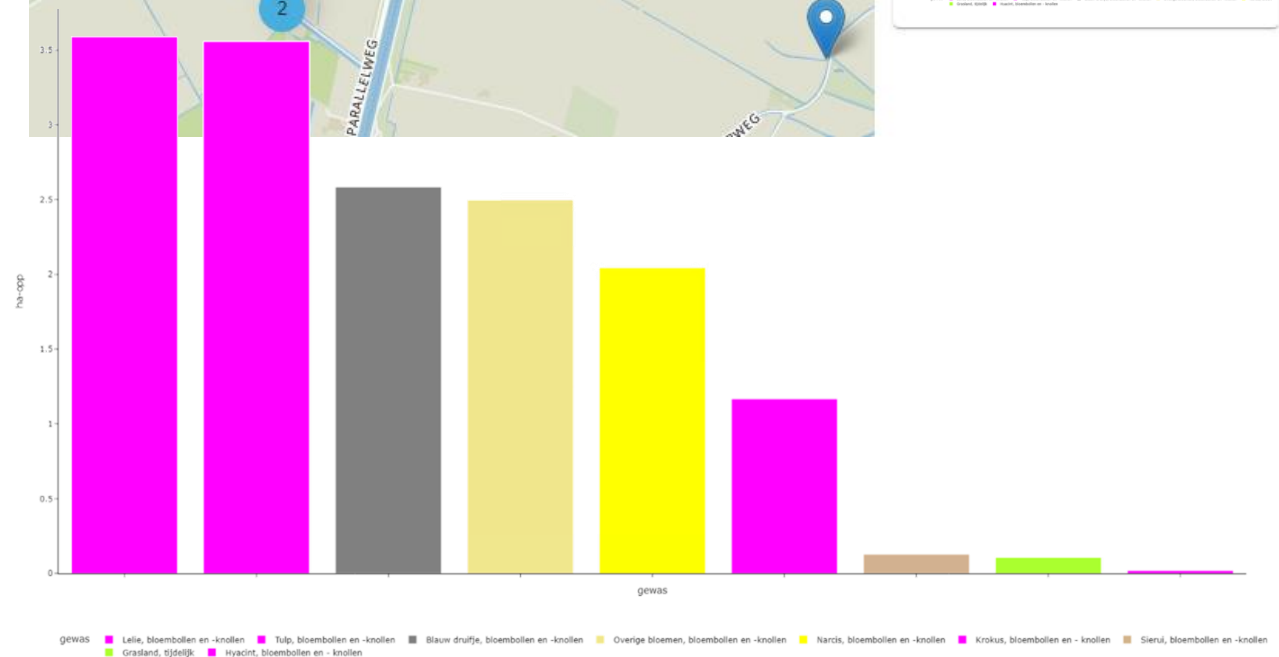 2
PARALLELWEG
WEG
3.5
3
2.5
2
1.5
1
0.5
0
ha-opp
gewas
gewas
Lelie, bloembollen en -knollen
Tulp, bloembollen en -knollen
Blauw druifje, bloembollen en -knollen
Overige bloemen, bloembollen en -knollen
Narcis, bloembollen en -knollen
Krokus, bloembollen en - knollen
Sierui, bloembollen en -knollen
Grasland, tijdelijk
Hyacint, bloembollen en - knollen